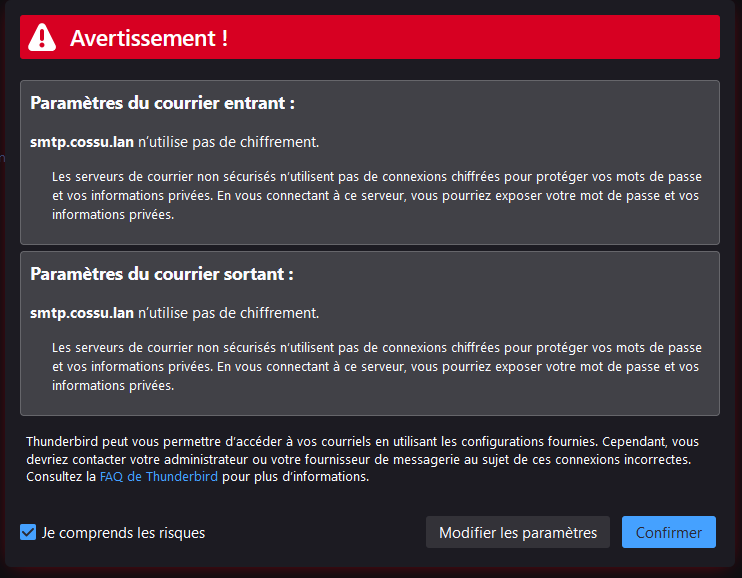 Avertissement !
Paramètres du courrier entrant :
smtp.cossu.lan n’utilise pas de chiffrement.
Les serveurs de courrier non sécurisés n’utilisent pas de connexions chiffrées pour protéger vos mots de passe
et vos informations privées. En vous connectant à ce serveur, vous pourriez exposer votre mot de passe et vos
informations privées.
Paramètres du courrier sortant :
smtp.cossu.lan n’utilise pas de chiffrement.
Les serveurs de courrier non sécurisés n’utilisent pas de connexions chiffrées pour protéger vos mots de passe
et vos informations privées. En vous connectant à ce serveur, vous pourriez exposer votre mot de passe et vos
informations privées.
Thunderbird peut vous permettre d’accéder à vos courriels en utilisant les configurations fournies. Cependant, vous
devriez contacter votre administrateur ou votre fournisseur de messagerie au sujet de ces connexions incorrectes.
Consultez la FAQ de Thunderbird pour plus d’informations.
Je comprends les risques
Modifier les paramètres
Confirmer